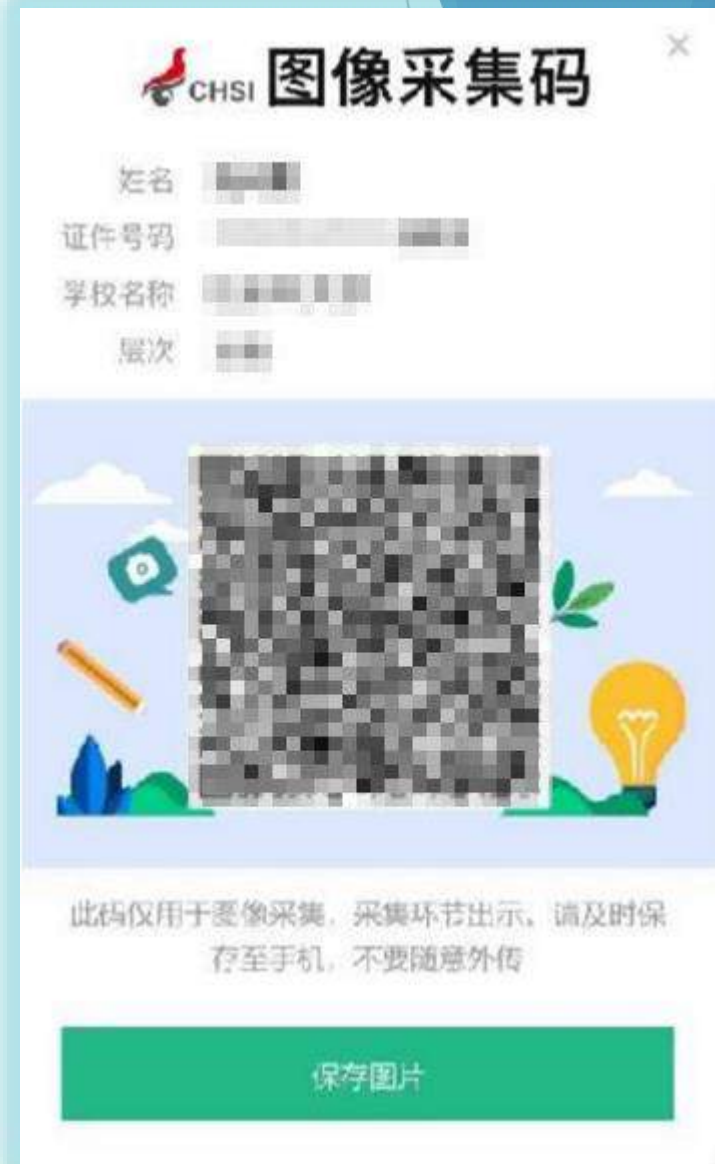 CHSI 图像采集码
姓名
证件号码
学校名称
层次
此码仅用于图像采集，采集环节出示。请及时保
存至手机，不要随意外传
保存图片